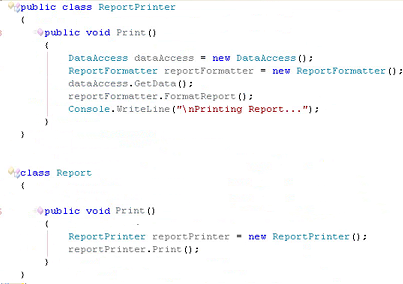 public class ReportPrinter
{
public void Print()
{
DataAccess dataAccess = new DataAccess();
ReportFormatter reportFormatter = new ReportFormatter();
dataAccess.GetData();
reportFormatter.FormatReport();
Console.WriteLine("\nPrinting Report...");
}
}
class Report
{
public void Print()
{
ReportPrinter reportPrinter = new ReportPrinter();
reportPrinter.Print();
}
}